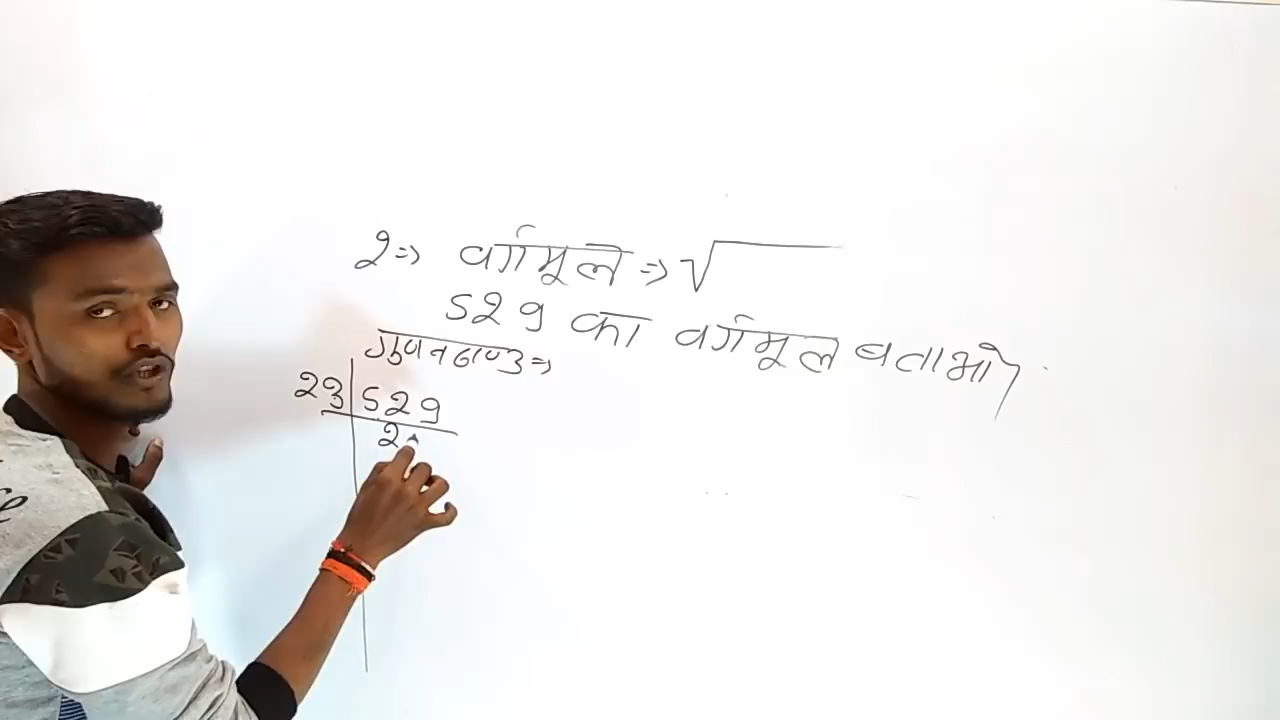 2⇒ वर्गमूल ⇒ √
529 का वर्गमूल बताओ।
गुणनखण्ड ⇒
23 | 529
2